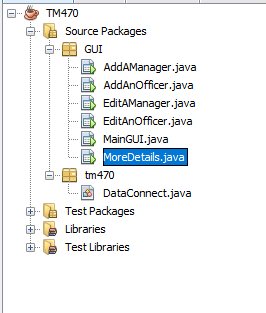 TM470
Source Packages
GUI
AddAManager.java
AddAnOfficer.java
EditAManager.java
EditAnOfficer.java
MainGUI.java
MoreDetails.java
tm470
DataConnect.java
Test Packages
Libraries
Test Libraries